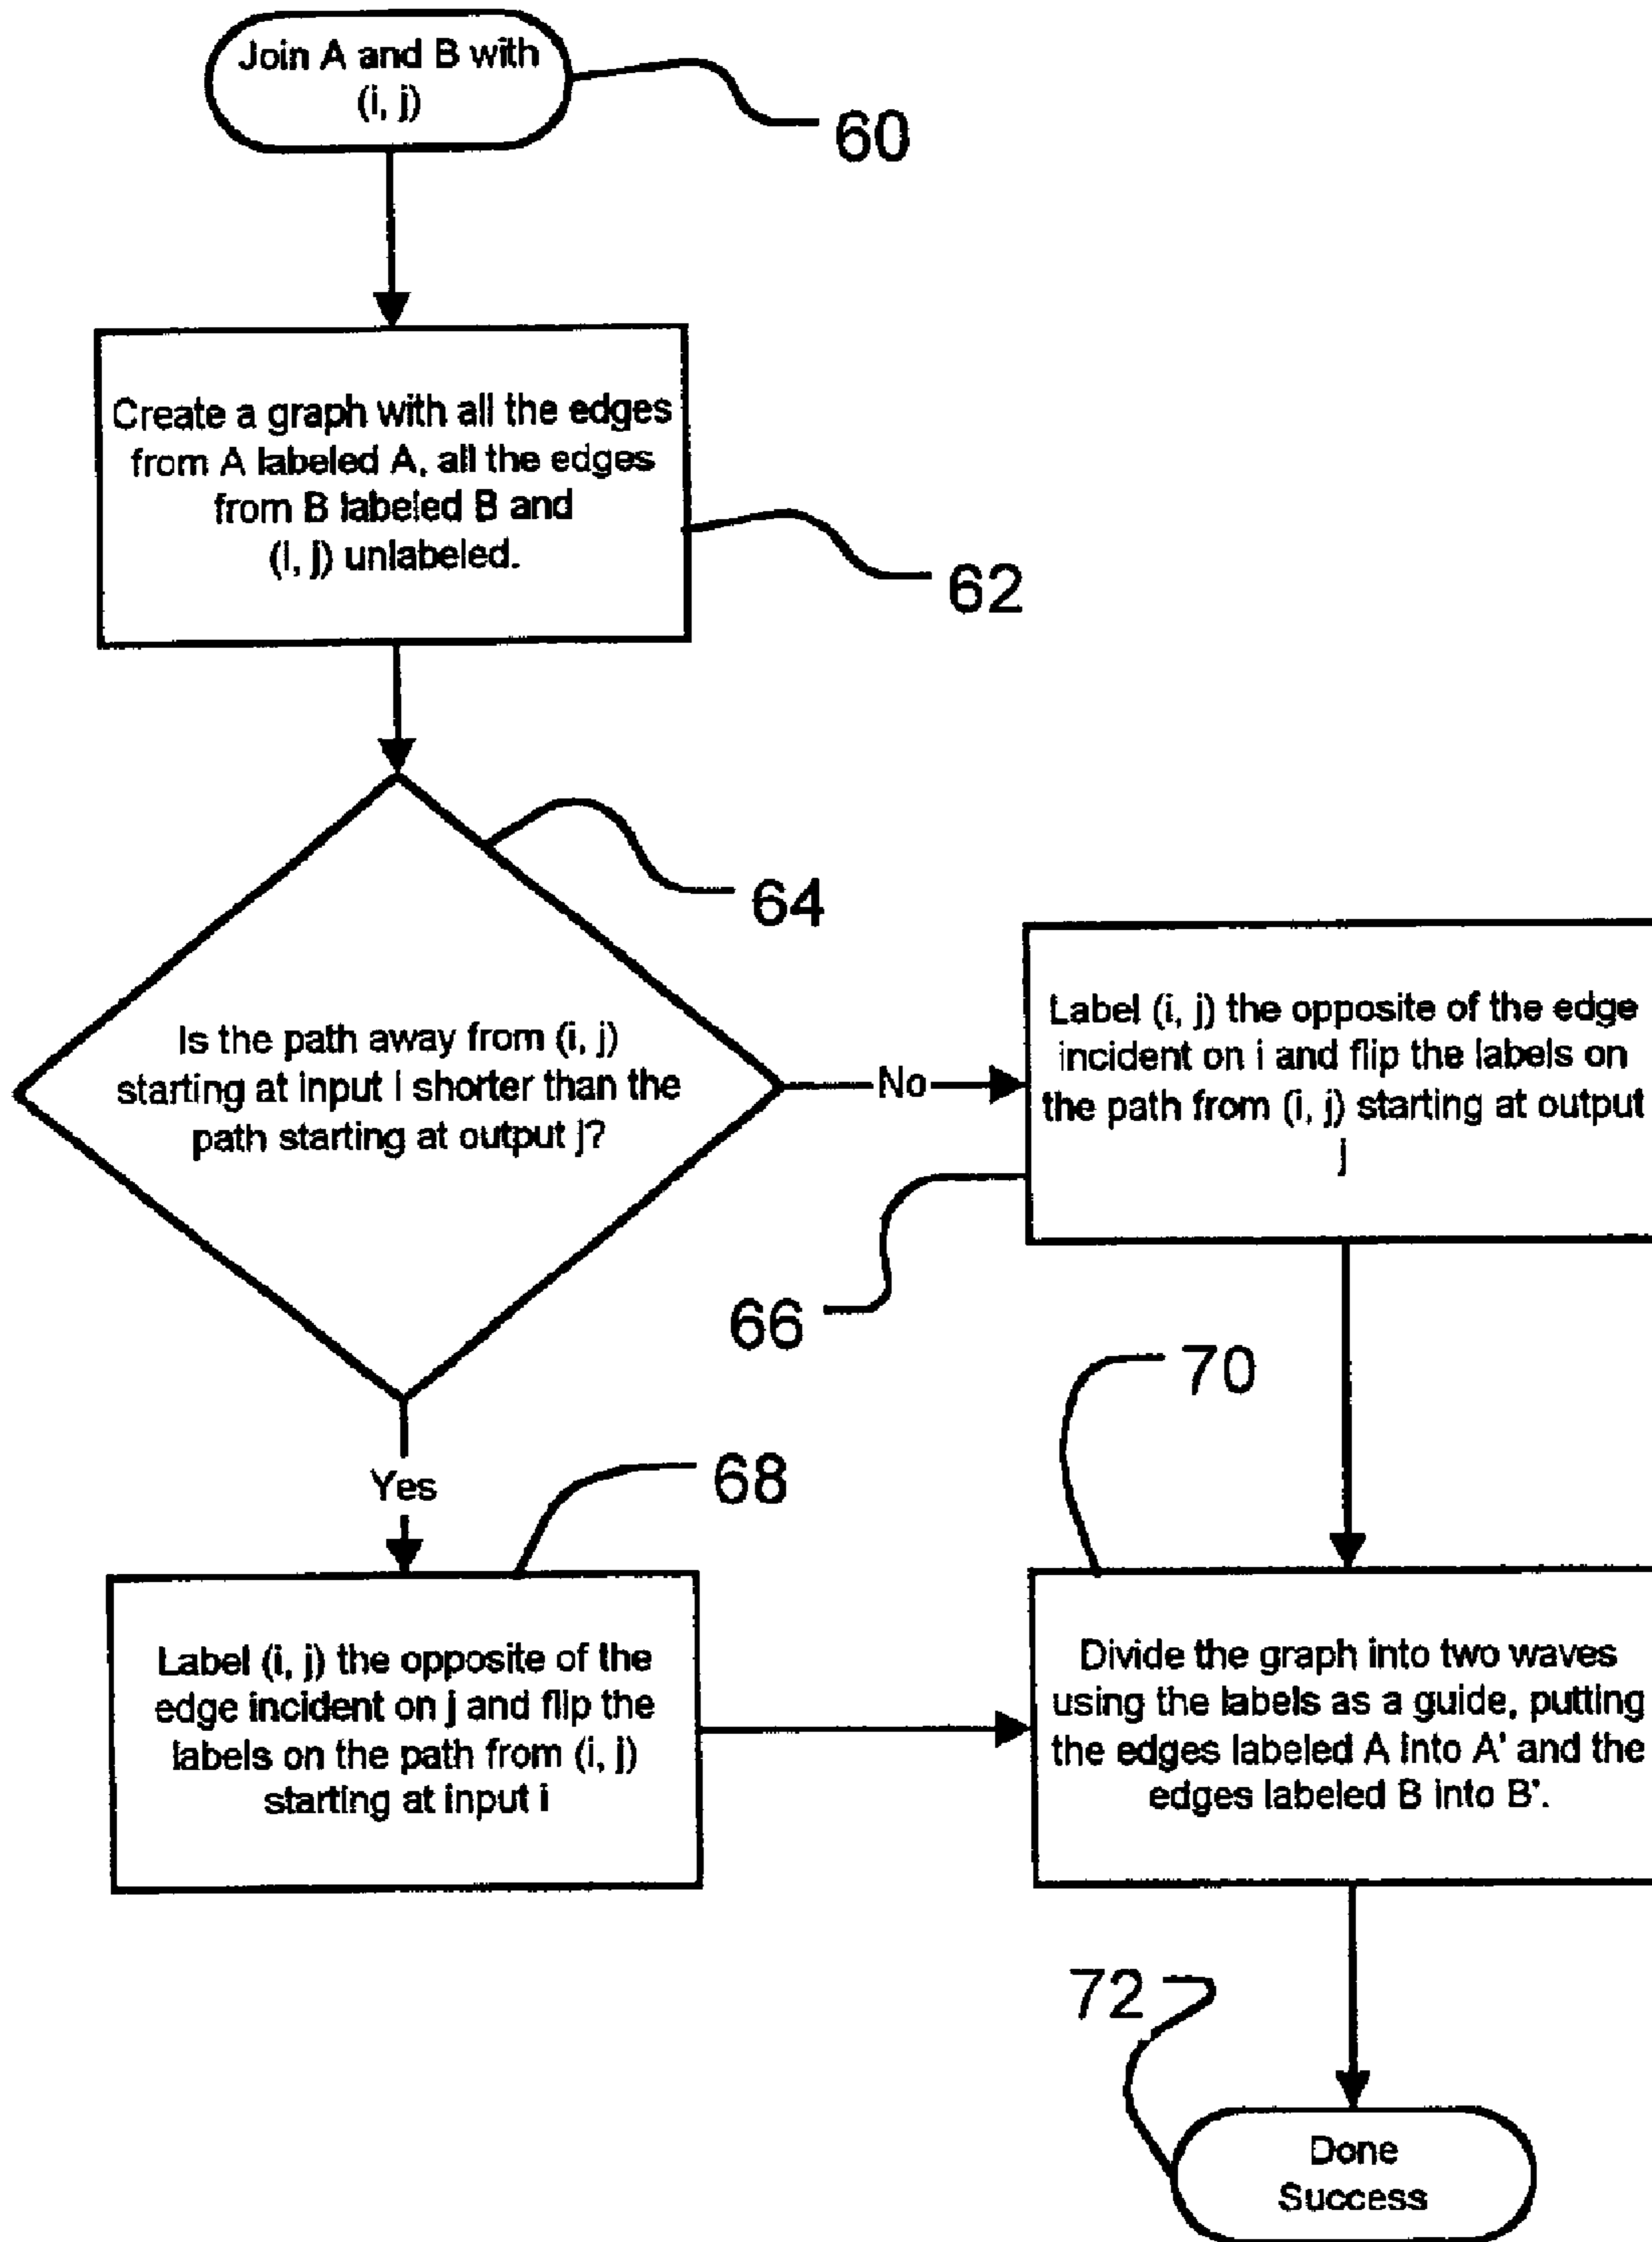 Join A and B with
(i, j)
60
Create a graph with all the edges
from A labeled A, all the edges
from B labeled B and
(i, j) unlabeled.
62
64
Is the path away from (i, j)
starting at input i shorter than the
path starting at output j?
No
Label (i, j) the opposite of the edge
incident on i and flip the labels on
the path from (i, j) starting at output
j
66
70
Yes
68
Label (i, j) the opposite of the
edge incident on j and flip the
labels on the path from (i, j)
starting at input i
Divide the graph into two waves
using the labels as a guide, putting
the edges labeled A into A' and the
edges labeled B into B'.
72
Done
Success